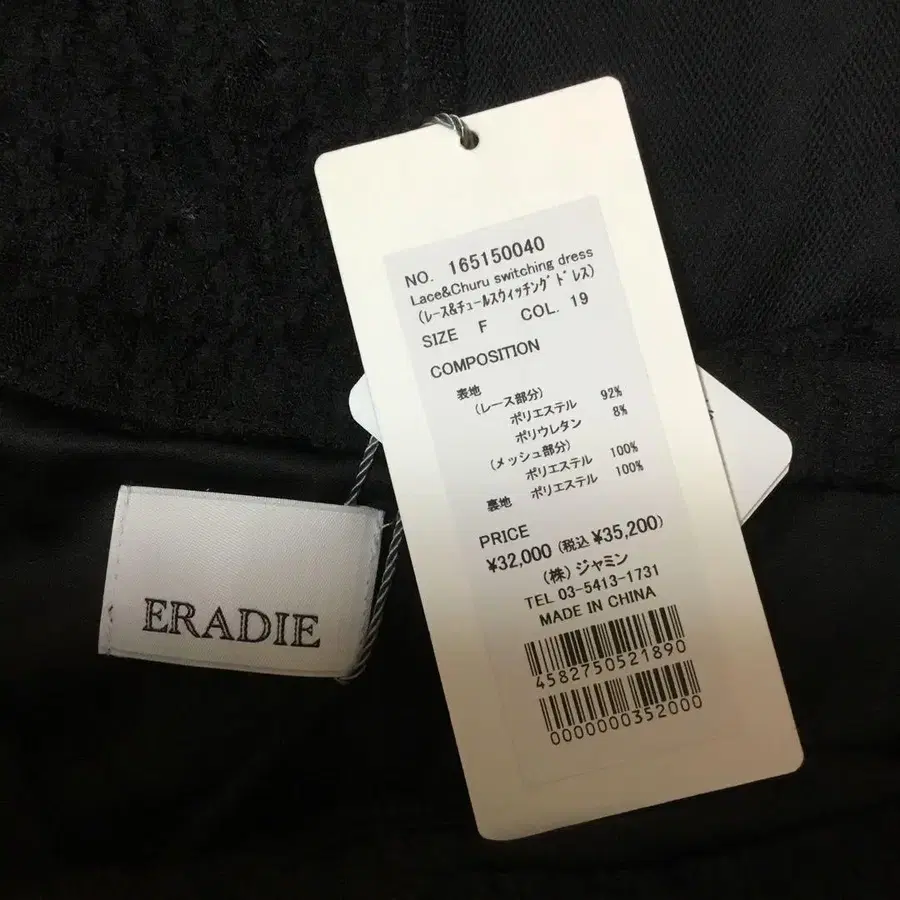 NO. 165150040
Lace&Churu switching dress
(レース&チュールスウィッチングドレス)
SIZE F COL. 19
COMPOSITION
表地
(レース部分)
ポリエステル 92%
ポリウレタン 8%
(メッシュ部分)
ポリエステル 100%
裏地 ポリエステル 100%
PRICE
¥32,000 (税込 ¥35,200)
(株) ジャミン
TEL 03-5413-1731
MADE IN CHINA
4582750521890
0000000352000
ERADIE